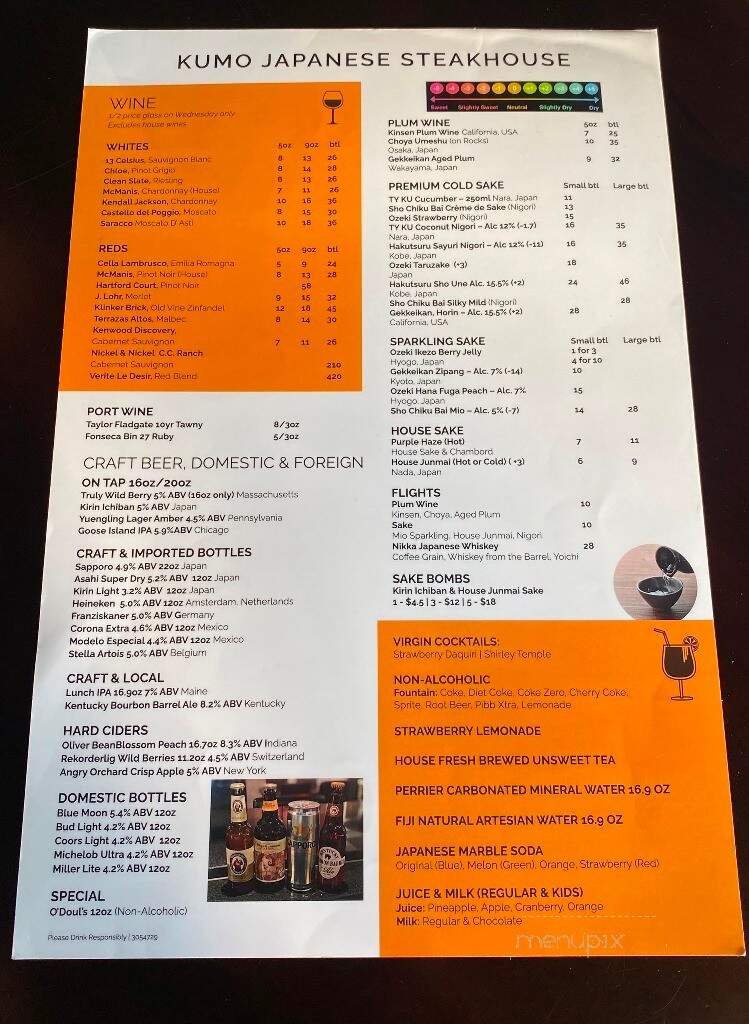 KUMO JAPANESE STEAKHOUSE
WINE
1/2 price glass on Wednesday only
Excludes house wines
WHITES 5oz 9oz btl
13 Celsius, Sauvignon Blanc 8 13 26
Chloe, Pinot Grigio 8 14 28
Clean Slate, Riesling 8 13 26
McManis, Chardonnay (House) 7 11 26
Kendall Jackson, Chardonnay 10 16 36
Castello del Poggio, Moscato 8 15 30
Saracco Moscato D' Asti 10 18 36
REDS 5oz 9oz btl
Cella Lambrusco, Emilia Romagna 5 9 24
McManis, Pinot Noir (House) 8 13 28
Hartford Court, Pinot Noir 58
J. Lohr, Merlot 9 15 32
Klinker Brick, Old Vine Zinfandel 12 18 45
Terrazas Altos, Malbec 8 14 30
Kenwood Discovery,
Cabernet Sauvignon 7 11 26
Nickel & Nickel C.C. Ranch
Cabernet Sauvignon 210
Verite Le Desir, Red Blend 420
PORT WINE
Taylor Fladgate 10yr Tawny 8/3oz
Fonseca Bin 27 Ruby 5/3oz
CRAFT BEER, DOMESTIC & FOREIGN
ON TAP 16oz/20oz
Truly Wild Berry 5% ABV (16oz only) Massachusetts
Kirin Ichiban 5% ABV Japan
Yuengling Lager Amber 4.5% ABV Pennsylvania
Goose Island IPA 5.9%ABV Chicago
CRAFT & IMPORTED BOTTLES
Sapporo 4.9% ABV 22oz Japan
Asahi Super Dry 5.2% ABV 12oz Japan
Kirin Light 3.2% ABV 12oz Japan
Heineken 5.0% ABV 12oz Amsterdam, Netherlands
Franziskaner 5.0% ABV Germany
Corona Extra 4.6% ABV 12oz Mexico
Modelo Especial 4.4% ABV 12oz Mexico
Stella Artois 5.0% ABV Belgium
CRAFT & LOCAL
Lunch IPA 16.9oz 7% ABV Maine
Kentucky Bourbon Barrel Ale 8.2% ABV Kentucky
HARD CIDERS
Oliver BeanBlossom Peach 16.7oz 8.3% ABV Indiana
Rekorderlig Wild Berries 11.2oz 4.5% ABV Switzerland
Angry Orchard Crisp Apple 5% ABV New York
DOMESTIC BOTTLES
Blue Moon 5.4% ABV 12oz
Bud Light 4.2% ABV 12oz
Coors Light 4.2% ABV 12oz
Michelob Ultra 4.2% ABV 12oz
Miller Lite 4.2% ABV 12oz
SPECIAL
O'Doul's 12oz (Non-Alcoholic)
Please Drink Responsibly | 3054729
SAPPORO
Sweet Slightly Sweet Neutral Slightly Dry Dry
PLUM WINE 5oz btl
Kinsen Plum Wine California, USA 7 25
Choya Umeshu (on Rocks) 10 35
Osaka, Japan
Gekkeikan Aged Plum 9 32
Wakayama, Japan
PREMIUM COLD SAKE Small btl Large btl
TY KU Cucumber – 250ml Nara, Japan 11
Sho Chiku Bai Crème de Sake (Nigori) 13
Ozeki Strawberry (Nigori) 15
TY KU Coconut Nigori – Alc 12% (-1.7) 16 35
Nara, Japan
Hakutsuru Sayuri Nigori – Alc 12% (-11) 16 35
Kobe, Japan
Ozeki Taruzake (+3) 18
Japan
Hakutsuru Sho Une Alc. 15.5% (+2) 24 46
Kobe, Japan
Sho Chiku Bai Silky Mild (Nigori) 28
Gekkeikan, Horin – Alc. 15.5% (+2) 28
California, USA
SPARKLING SAKE Small btl Large btl
Ozeki Ikezo Berry Jelly 1 for 3
Hyogo, Japan 4 for 10
Gekkeikan Zipang – Alc. 7% (-14) 10
Kyoto, Japan
Ozeki Hana Fuga Peach – Alc. 7% 15
Hyogo, Japan
Sho Chiku Bai Mio – Alc. 5% (-7) 14 28
HOUSE SAKE
Purple Haze (Hot) 7 11
House Sake & Chambord
House Junmai (Hot or Cold) ( +3) 6 9
Nada, Japan
FLIGHTS
Plum Wine 10
Kinsen, Choya, Aged Plum
Sake 10
Mio Sparkling, House Junmai, Nigori
Nikka Japanese Whiskey 28
Coffee Grain, Whiskey from the Barrel, Yoichi
SAKE BOMBS
Kirin Ichiban & House Junmai Sake
1 - $4.5 | 3 - $12 | 5 - $18
VIRGIN COCKTAILS:
Strawberry Daquiri | Shirley Temple
NON-ALCOHOLIC
Fountain: Coke, Diet Coke, Coke Zero, Cherry Coke,
Sprite, Root Beer, Pibb Xtra, Lemonade
STRAWBERRY LEMONADE
HOUSE FRESH BREWED UNSWEET TEA
PERRIER CARBONATED MINERAL WATER 16.9 OZ
FIJI NATURAL ARTESIAN WATER 16.9 OZ
JAPANESE MARBLE SODA
Original (Blue), Melon (Green), Orange, Strawberry (Red)
JUICE & MILK (REGULAR & KIDS)
Juice: Pineapple, Apple, Cranberry, Orange
Milk: Regular & Chocolate
menupix